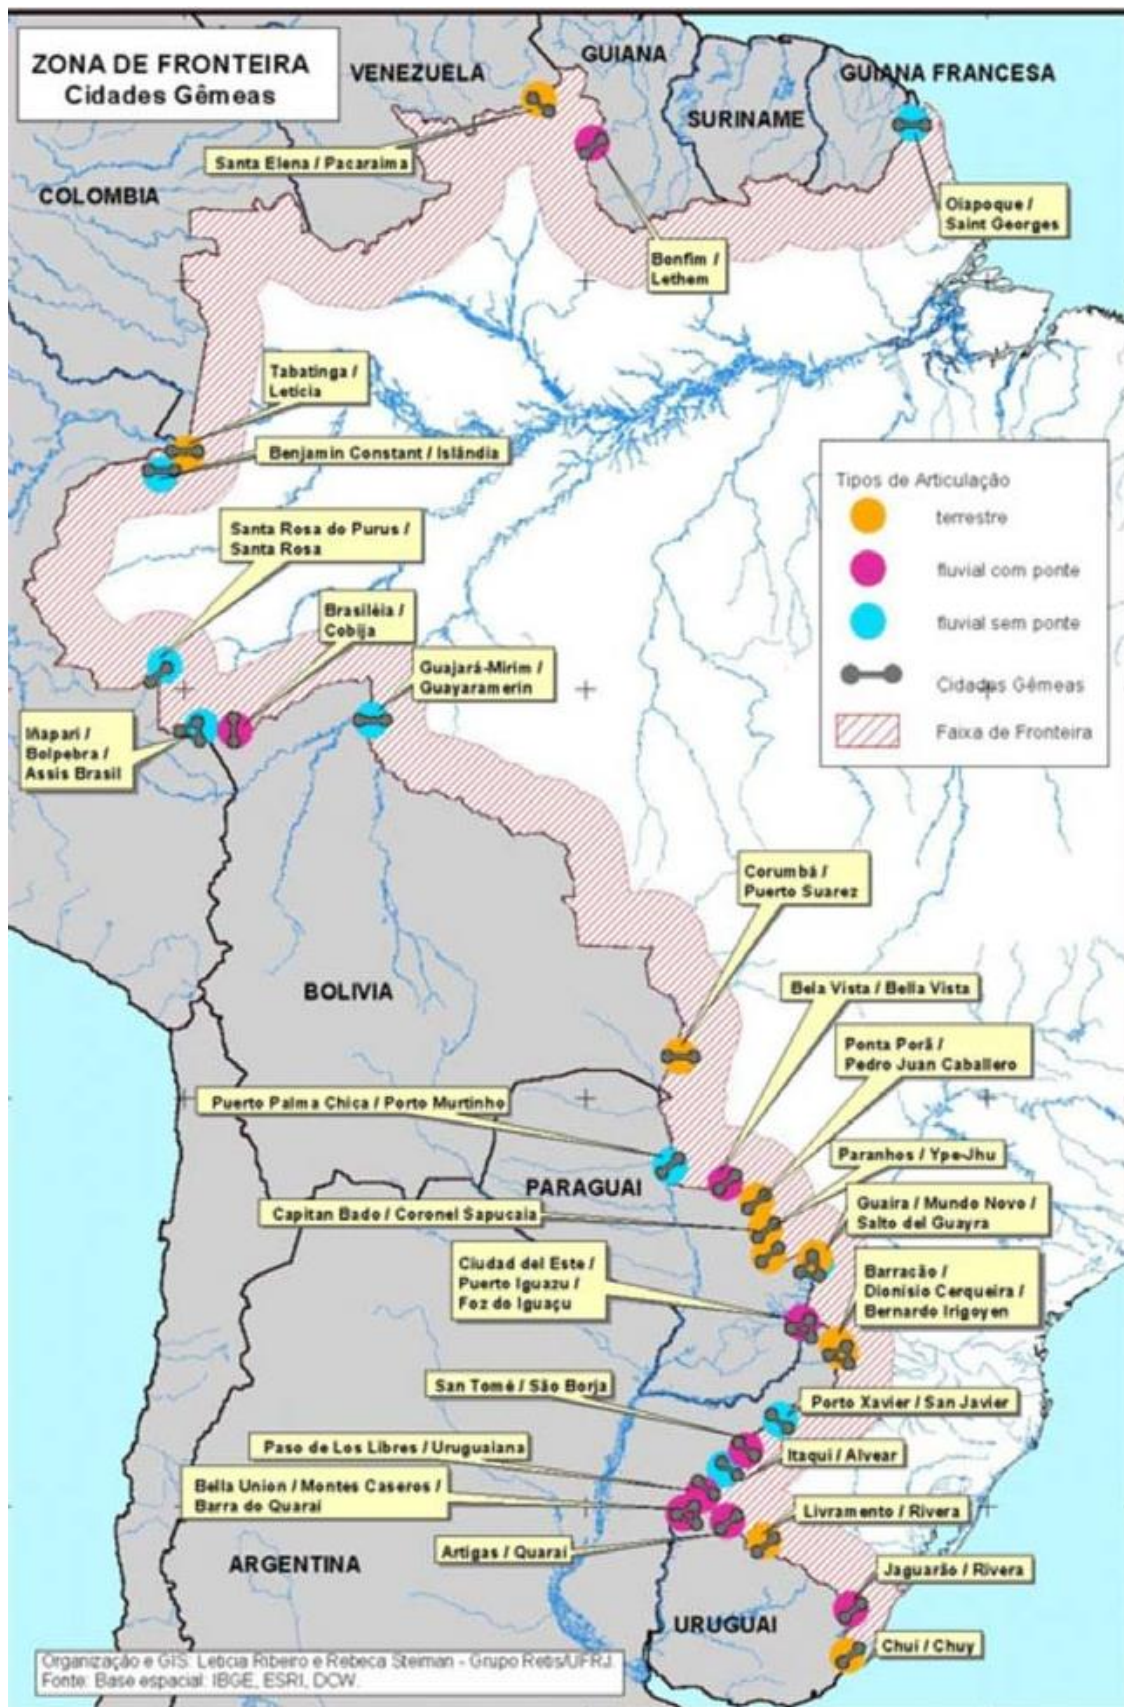 ZONA DE FRONTEIRA
Cidades Gêmeas
VENEZUELA
GUIANA
GUIANA FRANCESA
SURINAME
COLOMBIA
Santa Elena / Pacaraima
Oiapoque /
Saint Georges
Bonfim /
Lethem
Tabatinga /
Letícia
Benjamin Constant / Islândia
Santa Rosa do Purus /
Santa Rosa
Brasiléia /
Cobija
Guajará-Mirim /
Guayaramerin
Iñapari /
Bolpebra /
Assis Brasil
Tipos de Articulação
terrestre
fluvial com ponte
fluvial sem ponte
Cidades Gêmeas
Faixa de Fronteira
Corumbá /
Puerto Suarez
BOLIVIA
Bela Vista / Bella Vista
Ponta Porã /
Pedro Juan Caballero
Puerto Palma Chica / Porto Murtinho
Paranhos / Ype-Jhu
PARAGUAI
Capitan Bado / Coronel Sapucaia
Guaira / Mundo Novo /
Salto del Guayra
Ciudad del Este /
Puerto Iguazu /
Foz do Iguaçu
Barracão /
Dionísio Cerqueira /
Bernardo Irigoyen
San Tomé / São Borja
Porto Xavier / San Javier
Paso de Los Libres / Uruguaiana
Itaqui / Alvear
Bella Union / Montes Caseros /
Barra do Quaraí
Livramento / Rivera
Artigas / Quaraí
ARGENTINA
Jaguarão / Rivera
URUGUAI
Chuí / Chuy
Organização e GIS: Letícia Ribeiro e Rebeca Steiman - Grupo Retis/UFRJ.
Fonte: Base espacial: IBGE, ESRI, DCW.